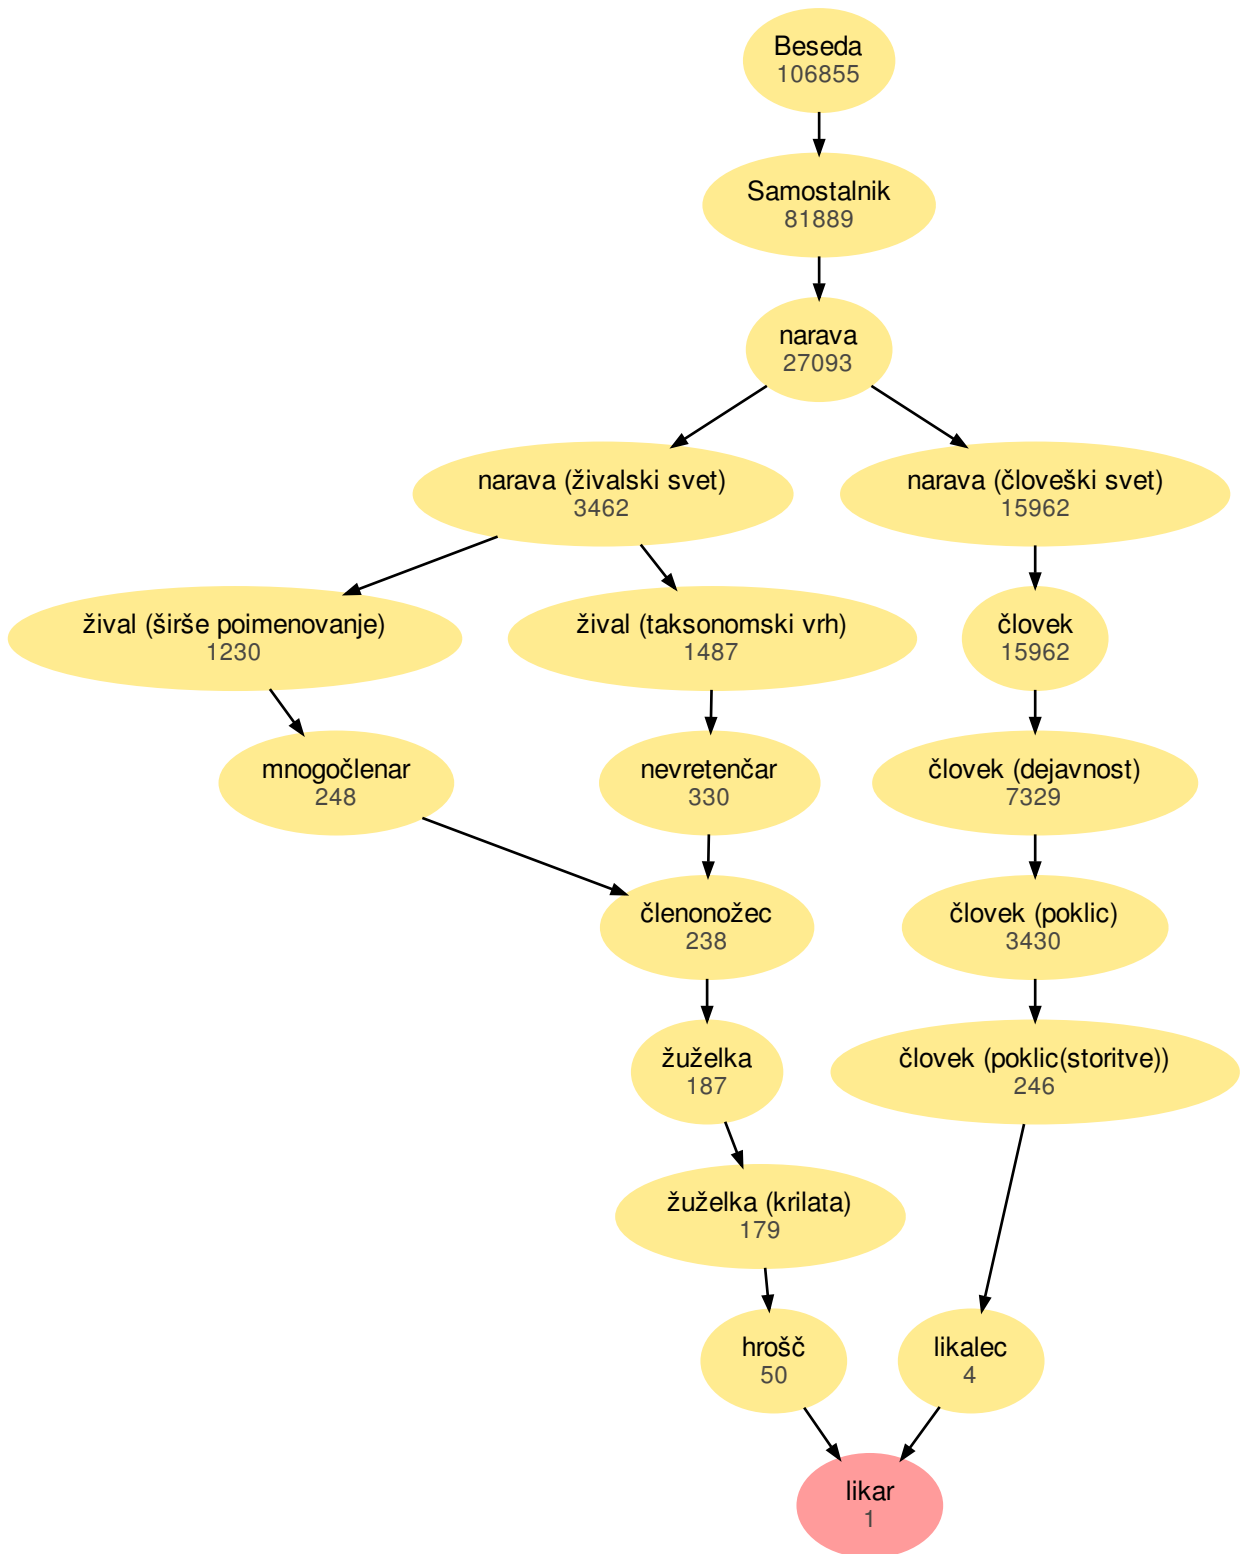 Beseda
106855
Samostalnik
81889
narava
27093
narava (živalski svet)
3462
narava (človeški svet)
15962
žival (širše poimenovanje)
1230
žival (taksonomski vrh)
1487
človek
15962
mnogočlenar
248
nevretenčar
330
človek (dejavnost)
7329
členonožec
238
človek (poklic)
3430
žuželka
187
človek (poklic(storitve))
246
žuželka (krilata)
179
hrošč
50
likalec
4
likar
1